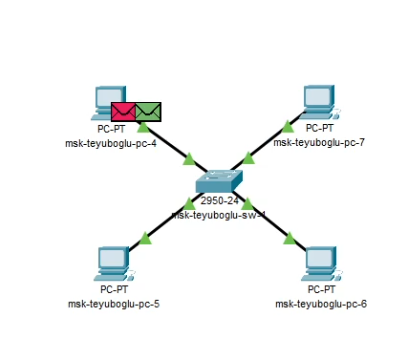 PC-PT
msk-teyuboglu-pc-4
PC-PT
msk-teyuboglu-pc-7
2950-24
msk-teyuboglu-sw-1
PC-PT
msk-teyuboglu-pc-5
PC-PT
msk-teyuboglu-pc-6